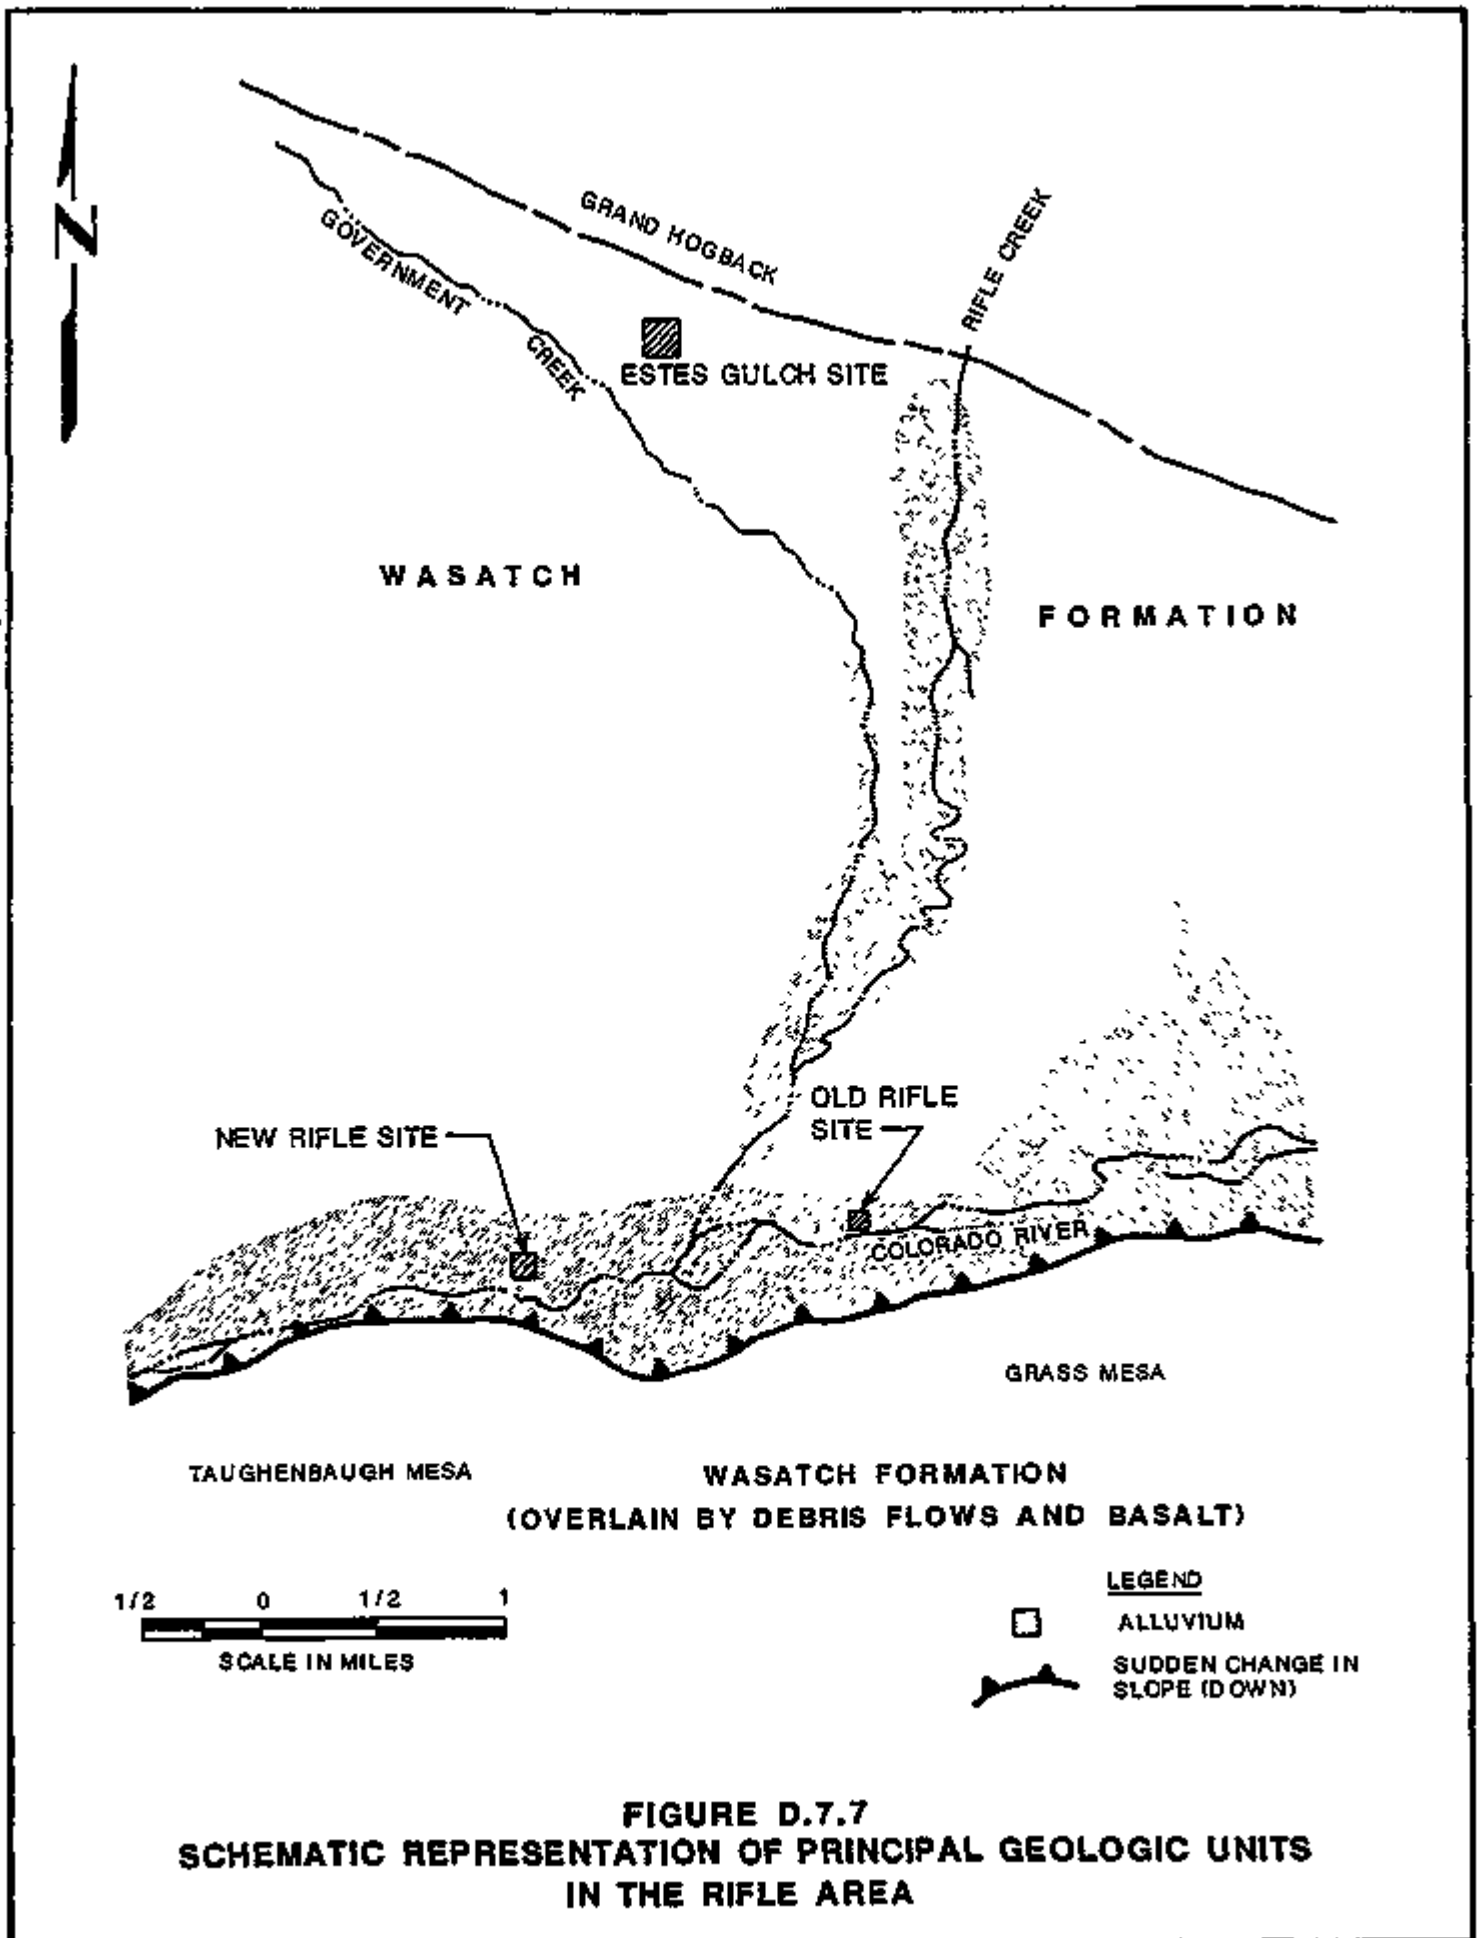 N
GRAND HOGBACK
RIFLE CREEK
GOVERNMENT
CREEK
ESTES GULCH SITE
WASATCH
FORMATION
OLD RIFLE
SITE
NEW RIFLE SITE
COLORADO RIVER
GRASS MESA
TAUGHENBAUGH MESA
WASATCH FORMATION
(OVERLAIN BY DEBRIS FLOWS AND BASALT)
1/2 0 1/2 1
SCALE IN MILES
LEGEND
ALLUVIUM
SUDDEN CHANGE IN
SLOPE (DOWN)
FIGURE D.7.7
SCHEMATIC REPRESENTATION OF PRINCIPAL GEOLOGIC UNITS
IN THE RIFLE AREA